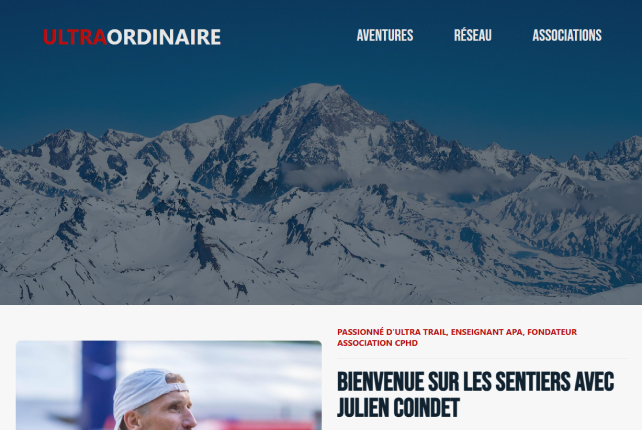 ULTRAORDINAIRE
AVENTURES RÉSEAU ASSOCIATIONS
PASSIONNÉ D'ULTRA TRAIL, ENSEIGNANT APA, FONDATEUR
ASSOCIATION CPHD
BIENVENUE SUR LES SENTIERS AVEC
JULIEN COINDET